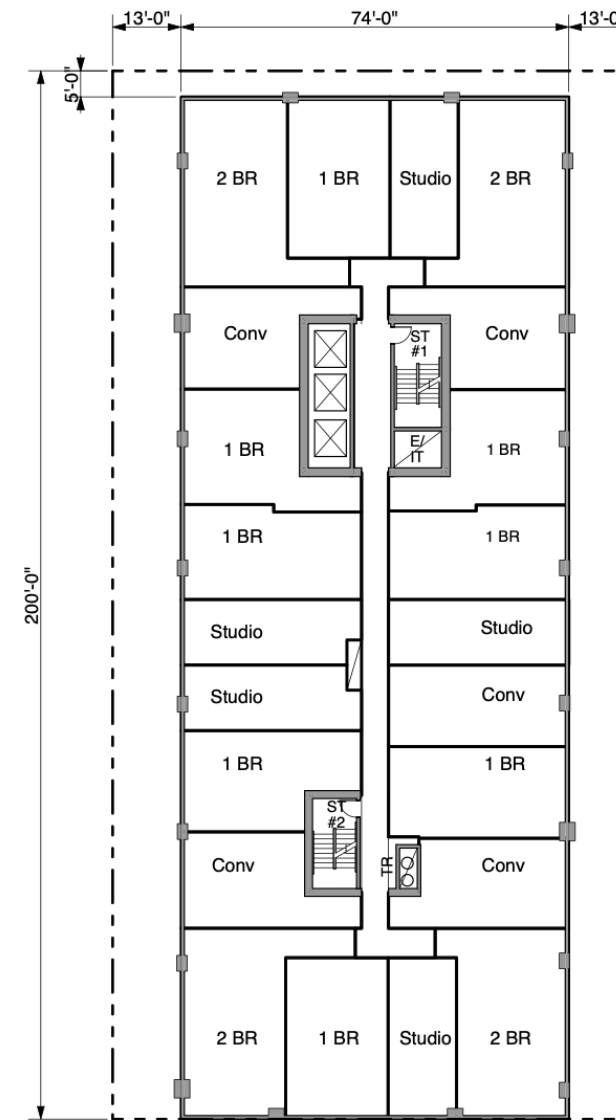 13'-0"
74'-0"
13'-0
5'-0"
200'-0"
2 BR
1 BR
Studio
2 BR
Conv
ST
#1
Conv
1 BR
E/
IT
1 BR
1 BR
1 BR
Studio
Studio
Studio
Conv
1 BR
1 BR
ST
#2
Conv
TR
Conv
2 BR
1 BR
Studio
2 BR